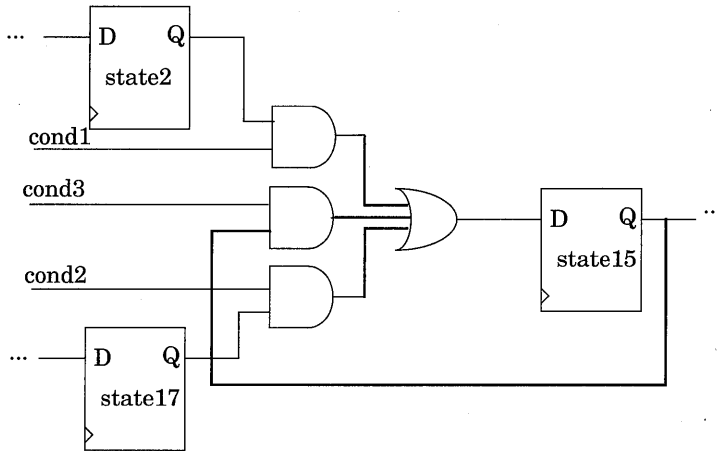 ...
D Q
state2
cond1
cond3
D Q
..
state15
cond2
...
D Q
state17